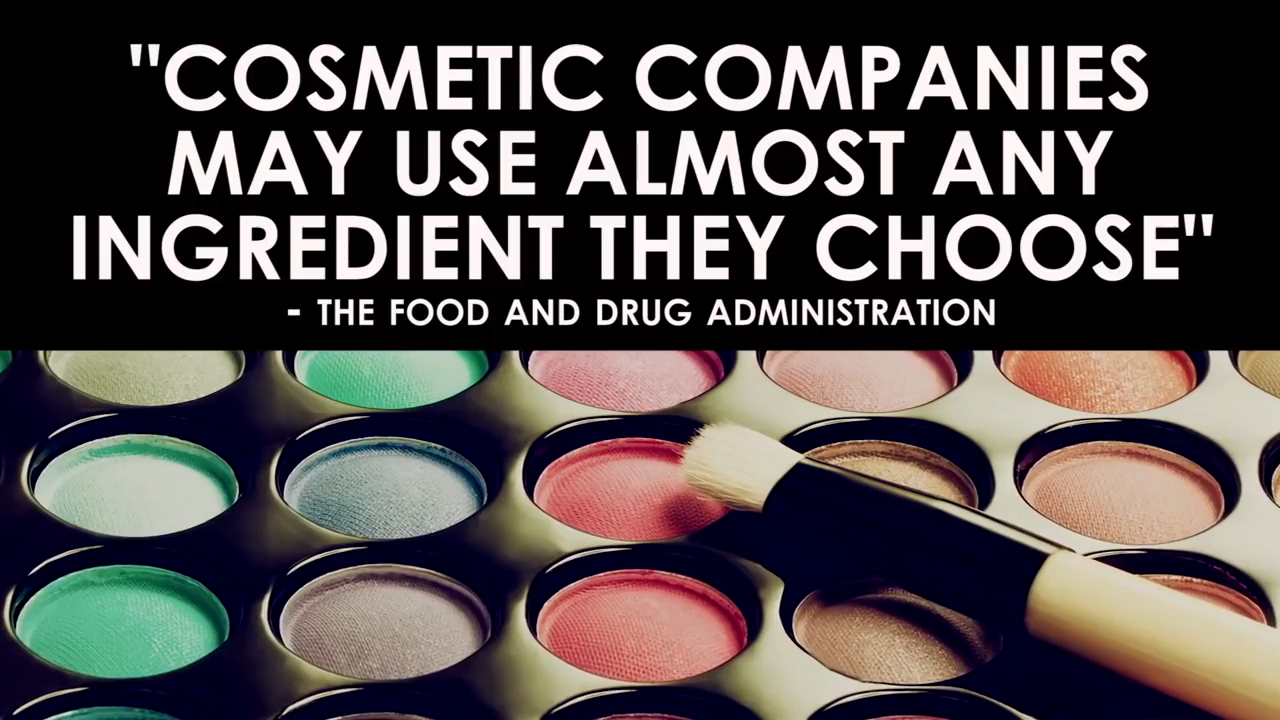 "COSMETIC COMPANIES
MAY USE ALMOST ANY
INGREDIENT THEY CHOOSE"
- THE FOOD AND DRUG ADMINISTRATION